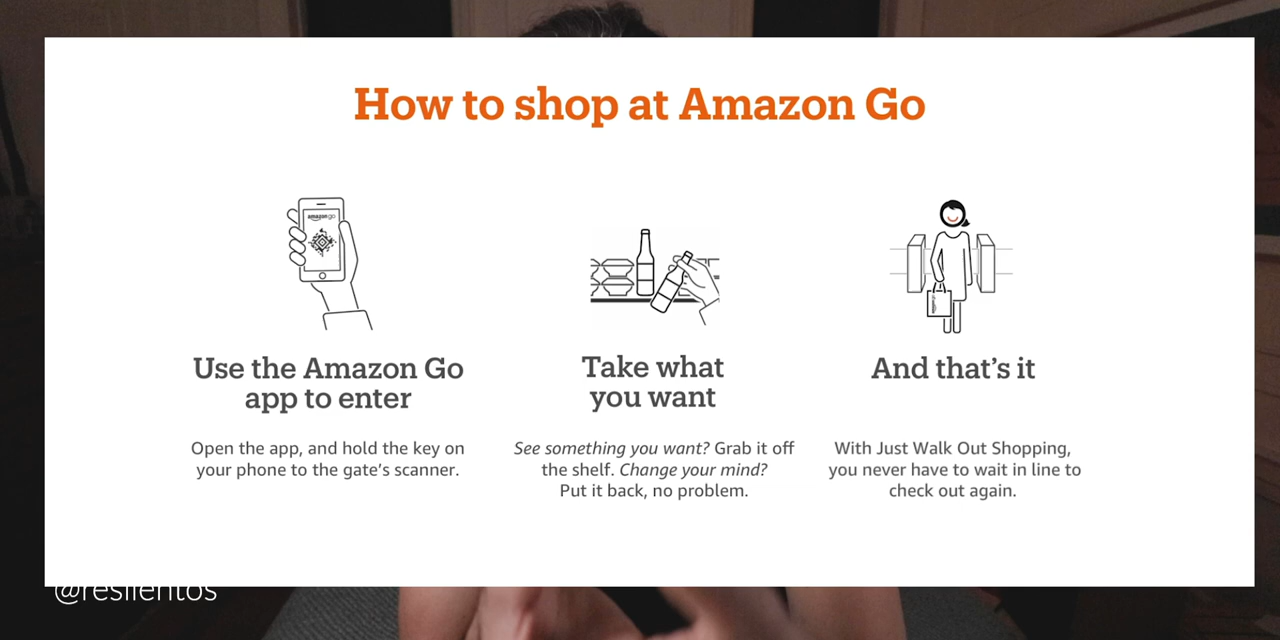 How to shop at Amazon Go
amazon go
Use the Amazon Go
app to enter
Open the app, and hold the key on
your phone to the gate’s scanner.
Take what
you want
See something you want? Grab it off
the shelf. Change your mind?
Put it back, no problem.
And that’s it
With Just Walk Out Shopping,
you never have to wait in line to
check out again.
@resilientos